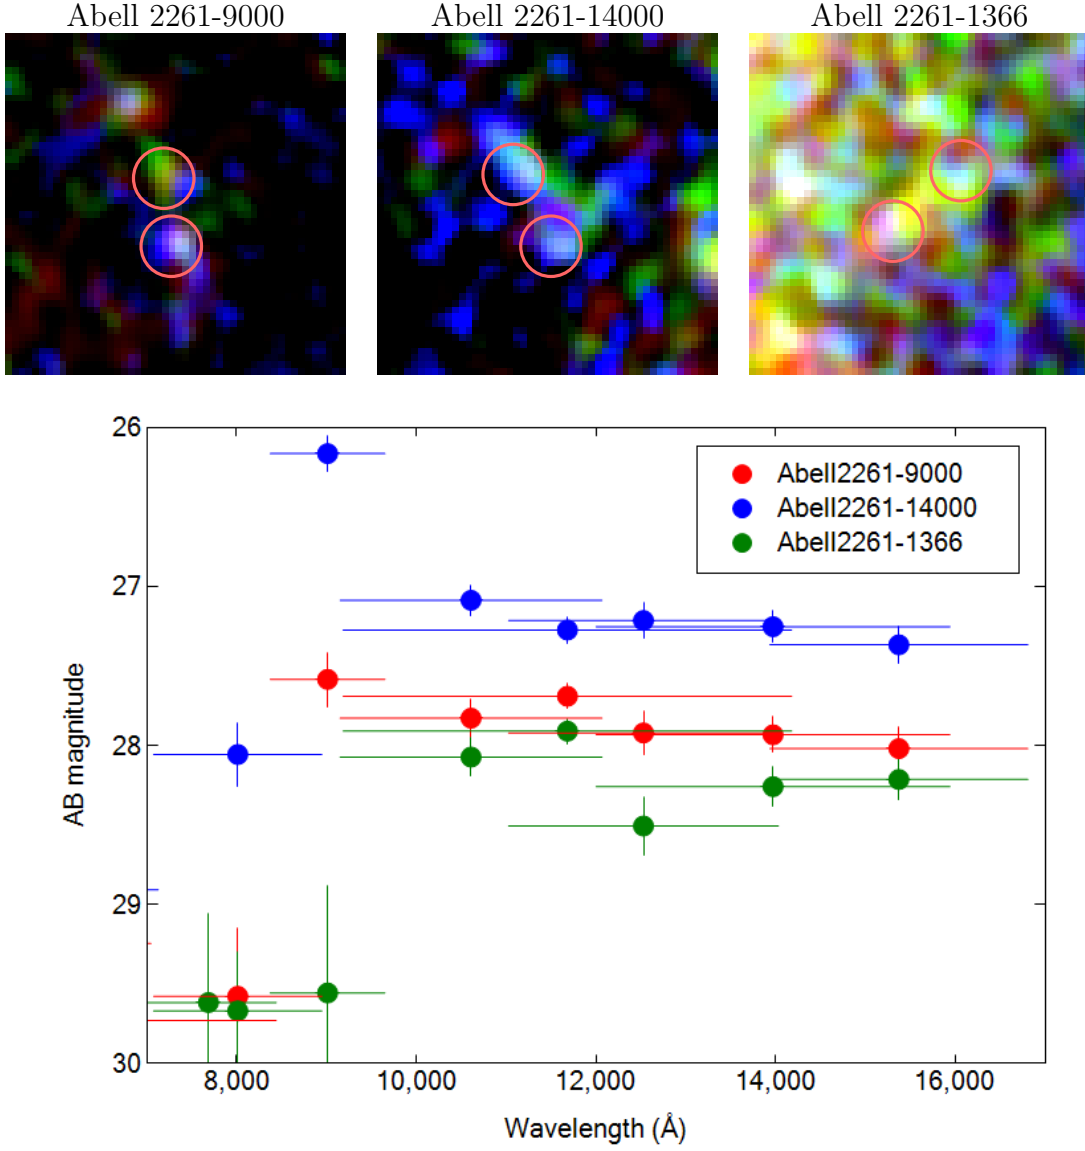 Abell 2261-9000
Abell 2261-14000
Abell 2261-1366
26
27
28
29
30
AB magnitude
Abell2261-9000
Abell2261-14000
Abell2261-1366
8,000
10,000
12,000
14,000
16,000
Wavelength (Å)